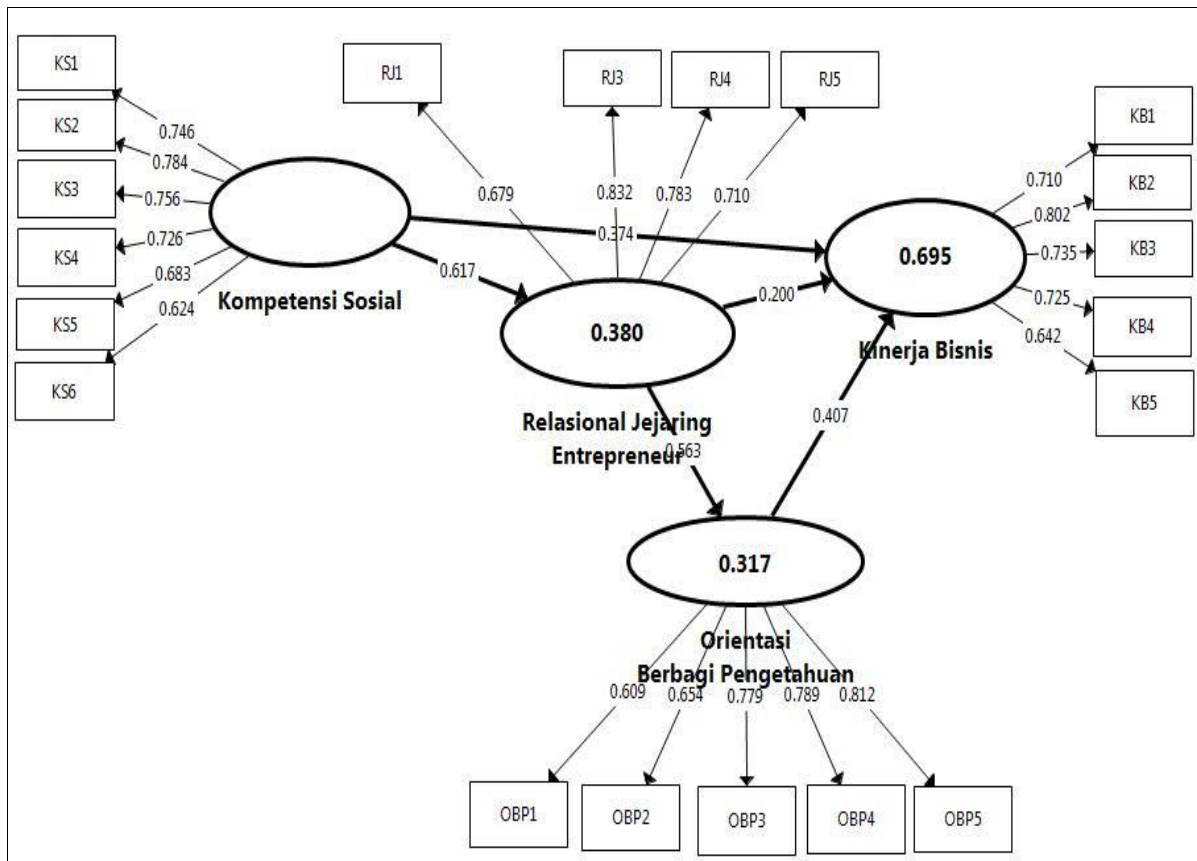 KS1
KS2
KS3
KS4
KS5
KS6
0.746
0.784
0.756
0.726
0.683
0.624
Kompetensi Sosial
RJ1
RJ3
RJ4
RJ5
0.679
0.832
0.783
0.710
0.374
0.617
0.380
Relasional Jejaring
Entrepreneur
0.200
0.563
0.695
Kinerja Bisnis
0.710
0.802
0.735
0.725
0.642
KB1
KB2
KB3
KB4
KB5
0.407
0.317
Orientasi
Berbagi Pengetahuan
0.609
0.654
0.779
0.789
0.812
OBP1
OBP2
OBP3
OBP4
OBP5